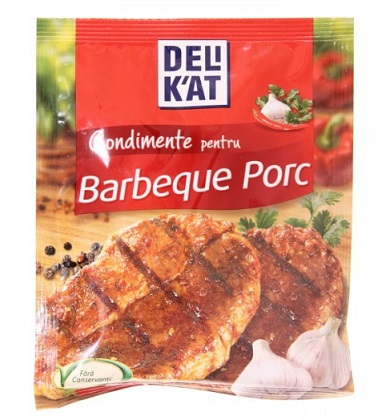 DELI
K'AT
Condimente pentru
Barbeque Porc
Fără
Conservanți